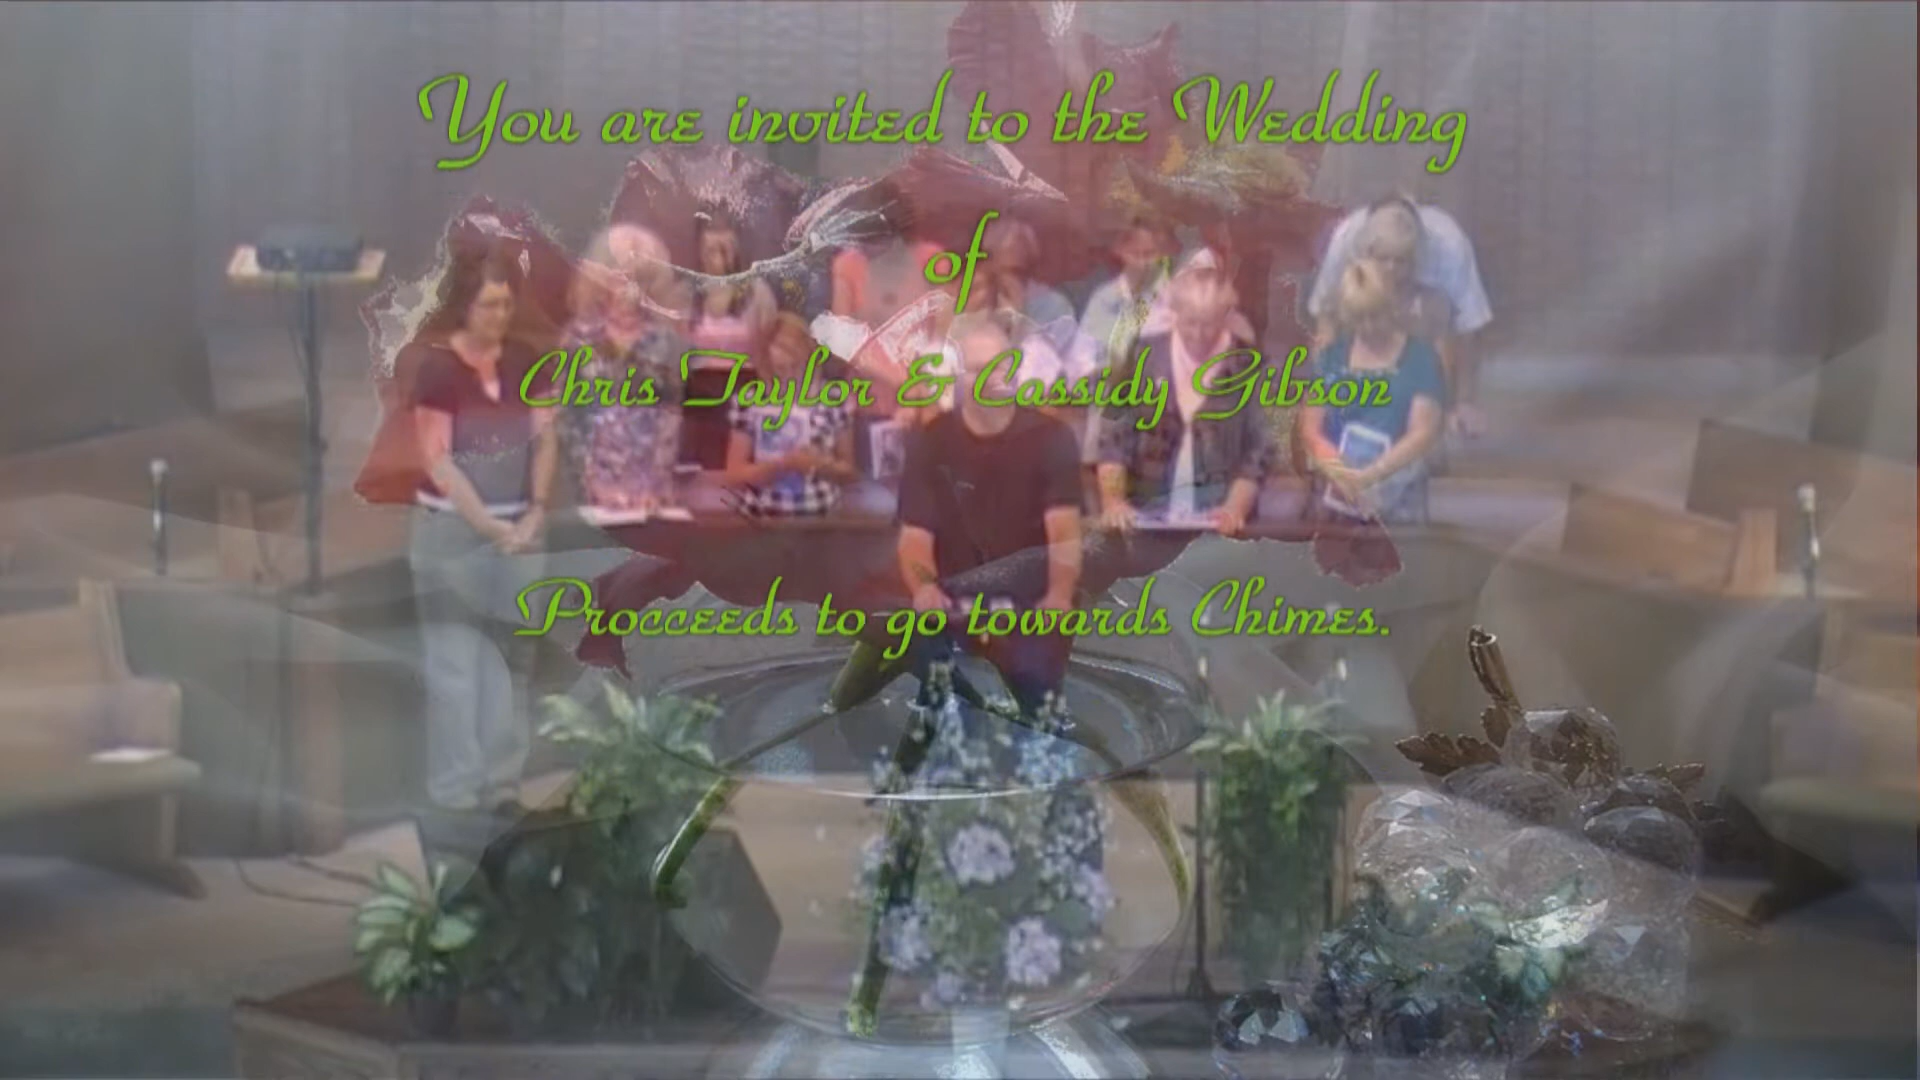 You are invited to the Wedding
of
Chris Taylor & Cassidy Gibson
Procceeds to go towards Chimes.